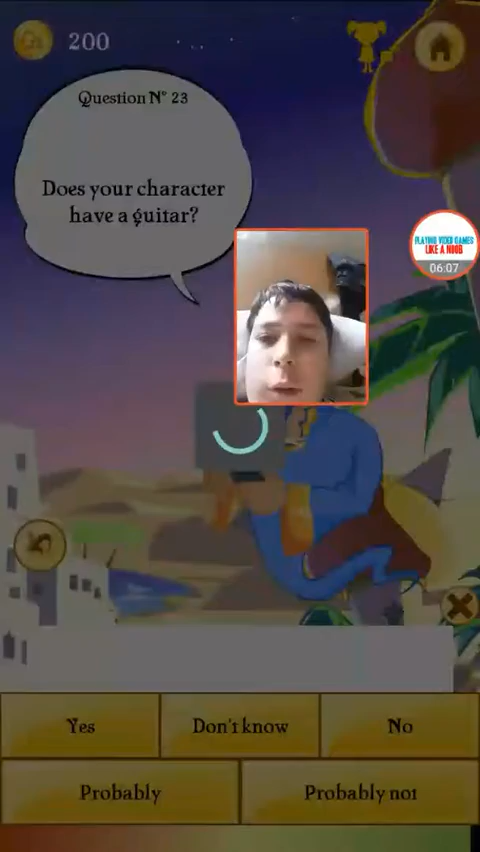 200
Question N° 23
Does your character
have a guitar?
PLAYING VIDEO GAMES
LIKE A NOOB
06:07
Yes
Don't know
No
Probably
Probably not